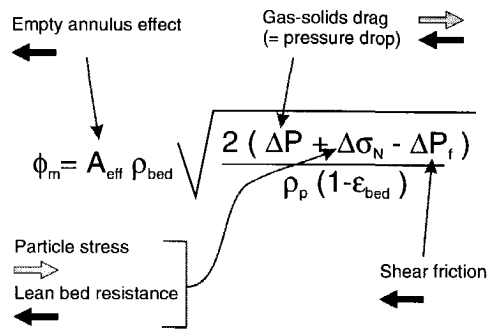 Empty annulus effect
Gas-solids drag
(= pressure drop)
ϕm= Aeff ρbed √ 2 ( ΔP + ΔσN - ΔPf )
ρp (1-εbed )
Particle stress
Lean bed resistance
Shear friction